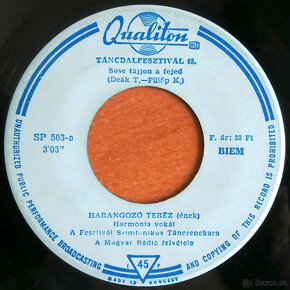 Qualiton
TÁNCDALFESZTIVÁL 68.
Sose fájjon a fejed
(Deák T.-Fülöp K.)
SP 503-a
3'05"
F. ár: 20 Ft
BIEM
HARANGOZÓ TERÉZ (ének)
Harmonia vokál
A Fesztivál Szimfonikus Tánczenekara
A Magyar Rádió felvétele
45
MADE IN HUNGARY
UNAUTHORIZED PUBLIC PERFORMANCE BROADCASTING AND COPYING OF THIS RECORD IS PROHIBITED
bazos.sk